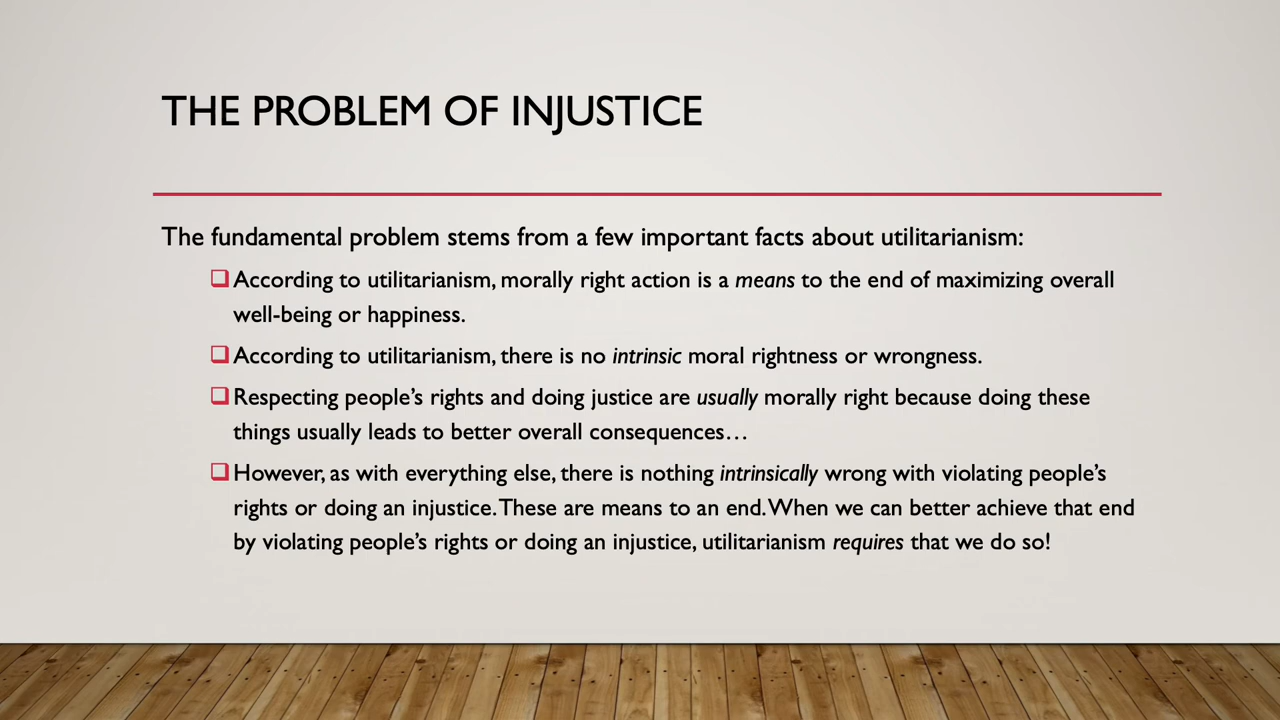 THE PROBLEM OF INJUSTICE
The fundamental problem stems from a few important facts about utilitarianism:
According to utilitarianism, morally right action is a means to the end of maximizing overall
well-being or happiness.
According to utilitarianism, there is no intrinsic moral rightness or wrongness.
Respecting people's rights and doing justice are usually morally right because doing these
things usually leads to better overall consequences…
However, as with everything else, there is nothing intrinsically wrong with violating people's
rights or doing an injustice. These are means to an end. When we can better achieve that end
by violating people's rights or doing an injustice, utilitarianism requires that we do so!